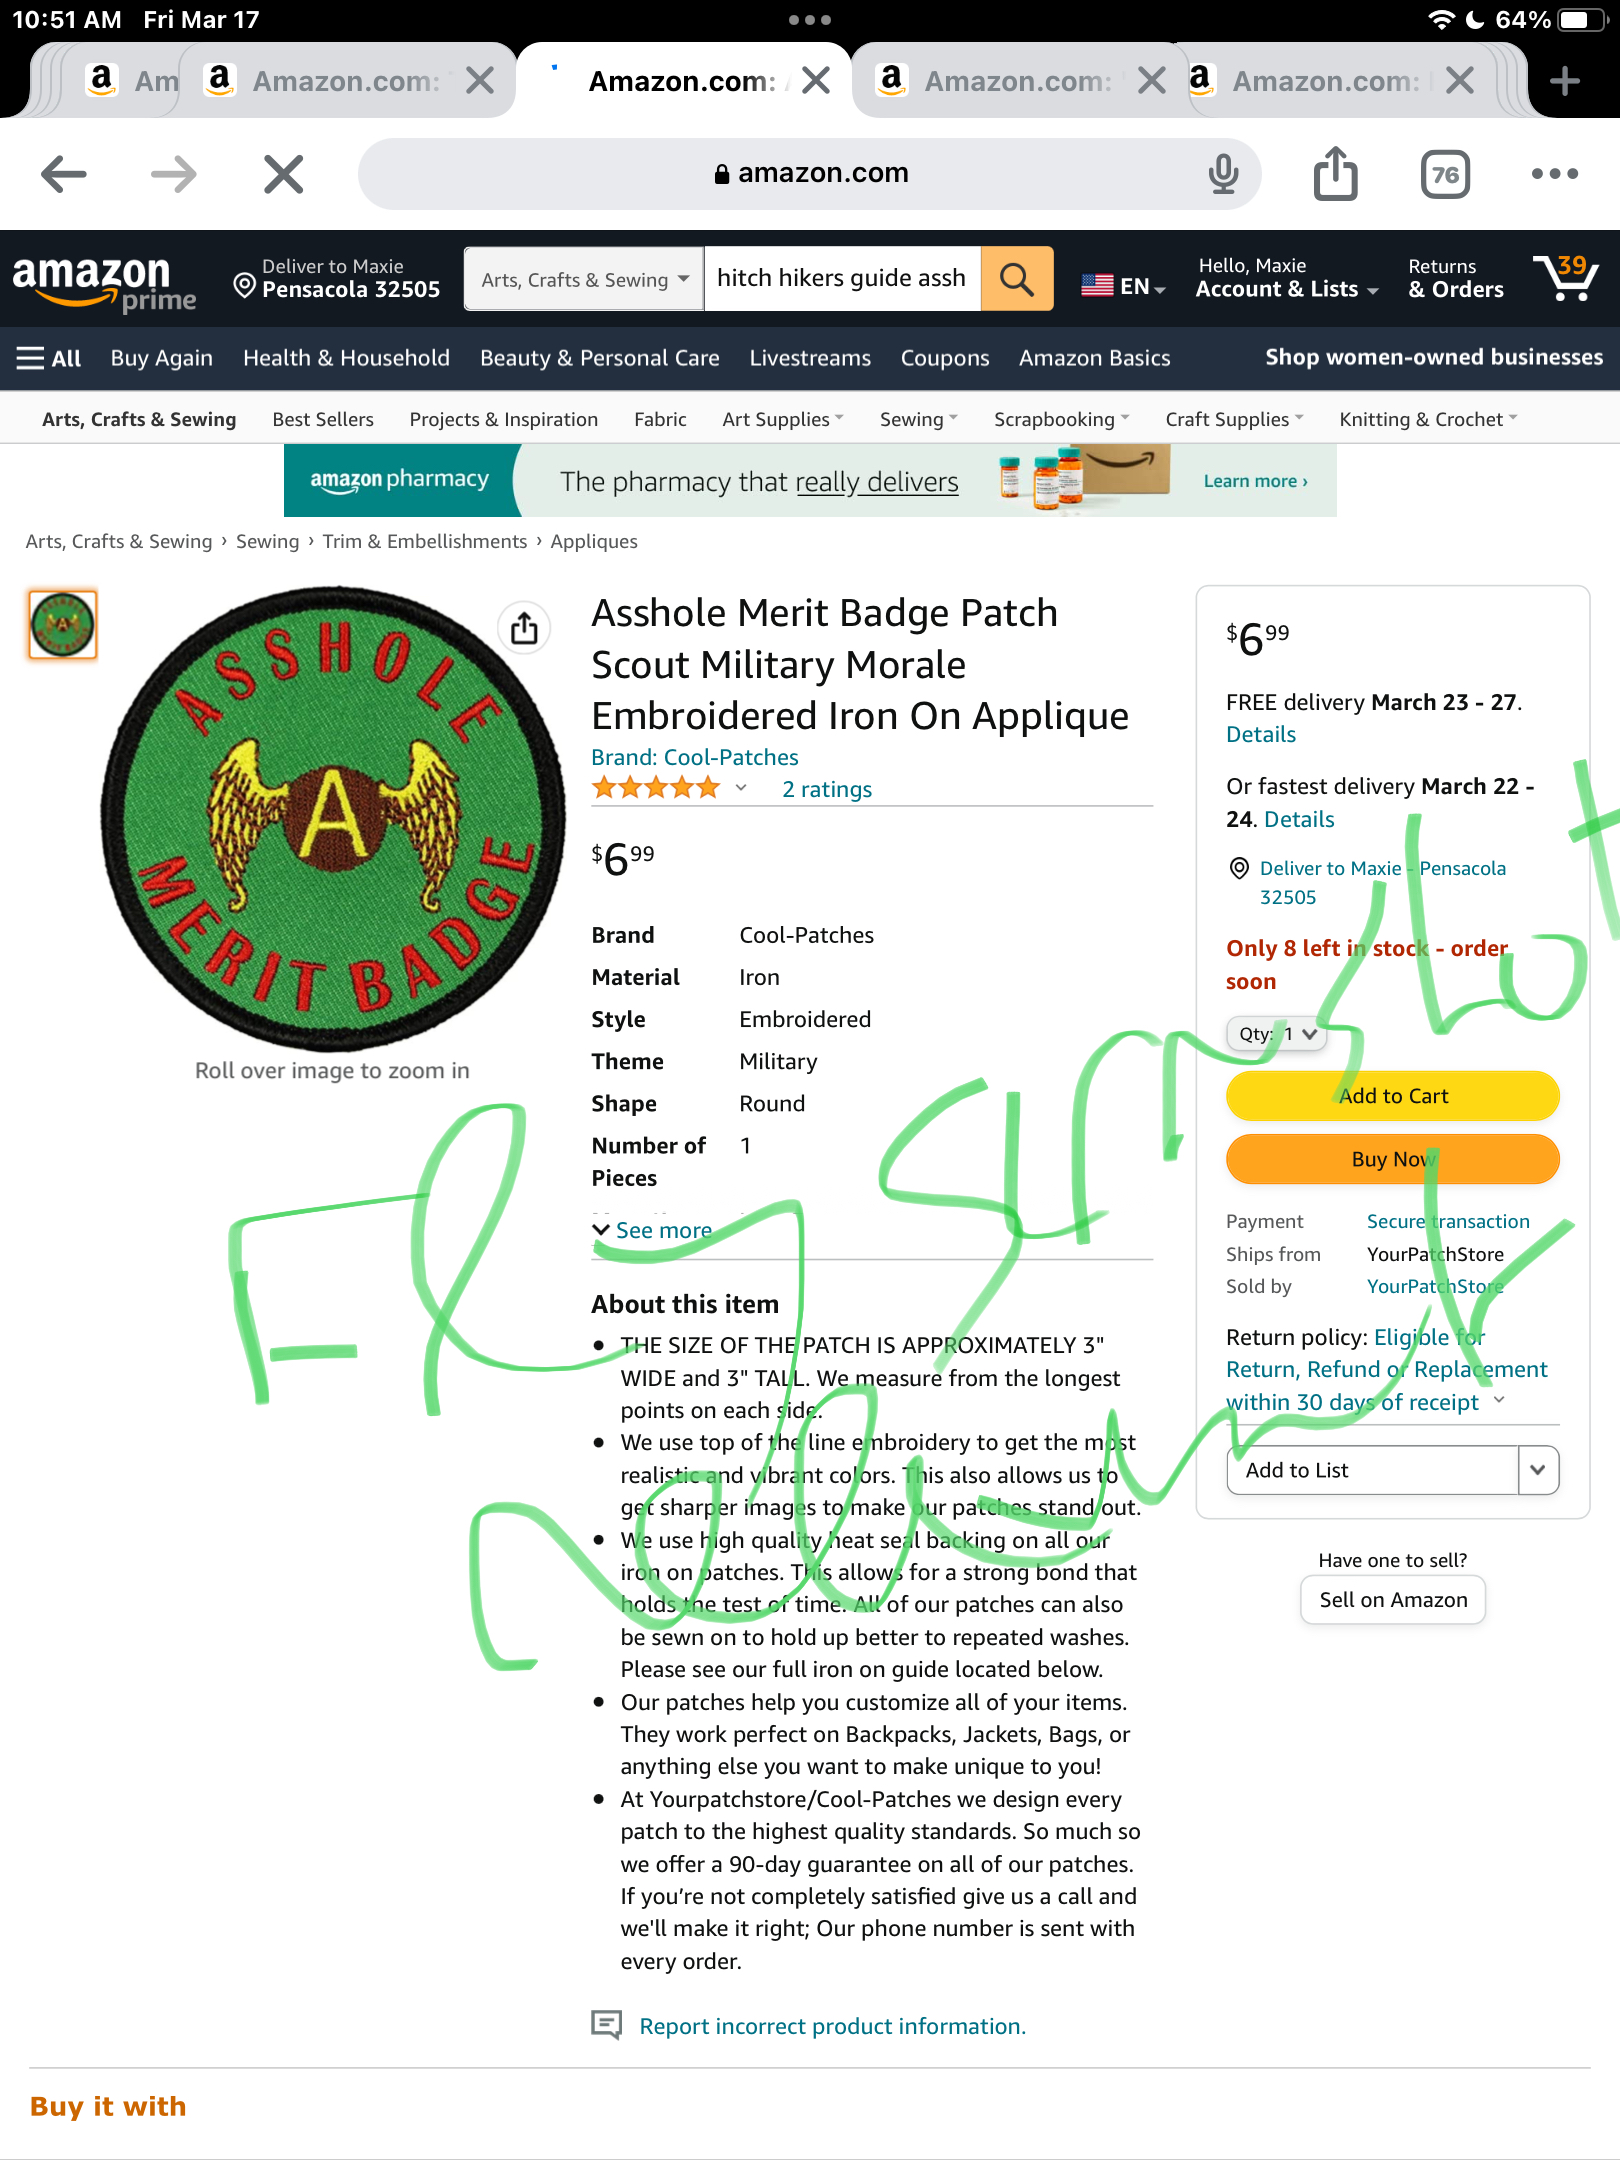 10:51 AM Fri Mar 17
64%
Am
Amazon.com:
Amazon.com:
Amazon.com:
Amazon.com:
amazon.com
76
amazon prime
Deliver to Maxie
Pensacola 32505
Arts, Crafts & Sewing
hitch hikers guide assh
EN
Hello, Maxie
Account & Lists
Returns
& Orders
39
All Buy Again Health & Household Beauty & Personal Care Livestreams Coupons Amazon Basics Shop women-owned businesses
Arts, Crafts & Sewing Best Sellers Projects & Inspiration Fabric Art Supplies Sewing Scrapbooking Craft Supplies Knitting & Crochet
amazon pharmacy The pharmacy that really delivers Learn more ›
Arts, Crafts & Sewing › Sewing › Trim & Embellishments › Appliques
ASSHOLE
A
MERIT BADGE
Roll over image to zoom in
Asshole Merit Badge Patch
Scout Military Morale
Embroidered Iron On Applique
Brand: Cool-Patches
2 ratings
$6.99
Brand Cool-Patches
Material Iron
Style Embroidered
Theme Military
Shape Round
Number of Pieces 1
See more
About this item
• THE SIZE OF THE PATCH IS APPROXIMATELY 3"
WIDE and 3" TALL. We measure from the longest
points on each side.
• We use top of the line embroidery to get the most
realistic and vibrant colors. This also allows us to
get sharper images to make our patches stand out.
• We use high quality heat seal backing on all our
iron on patches. This allows for a strong bond that
holds the test of time. All of our patches can also
be sewn on to hold up better to repeated washes.
Please see our full iron on guide located below.
• Our patches help you customize all of your items.
They work perfect on Backpacks, Jackets, Bags, or
anything else you want to make unique to you!
• At Yourpatchstore/Cool-Patches we design every
patch to the highest quality standards. So much so
we offer a 90-day guarantee on all of our patches.
If you're not completely satisfied give us a call and
we'll make it right; Our phone number is sent with
every order.
Report incorrect product information.
$6.99
FREE delivery March 23 - 27.
Details
Or fastest delivery March 22 -
24. Details
Deliver to Maxie - Pensacola
32505
Only 8 left in stock - order
soon
Qty: 1
Add to Cart
Buy Now
Payment Secure transaction
Ships from YourPatchStore
Sold by YourPatchStore
Return policy: Eligible for
Return, Refund or Replacement
within 30 days of receipt
Add to List
Have one to sell?
Sell on Amazon
Buy it with